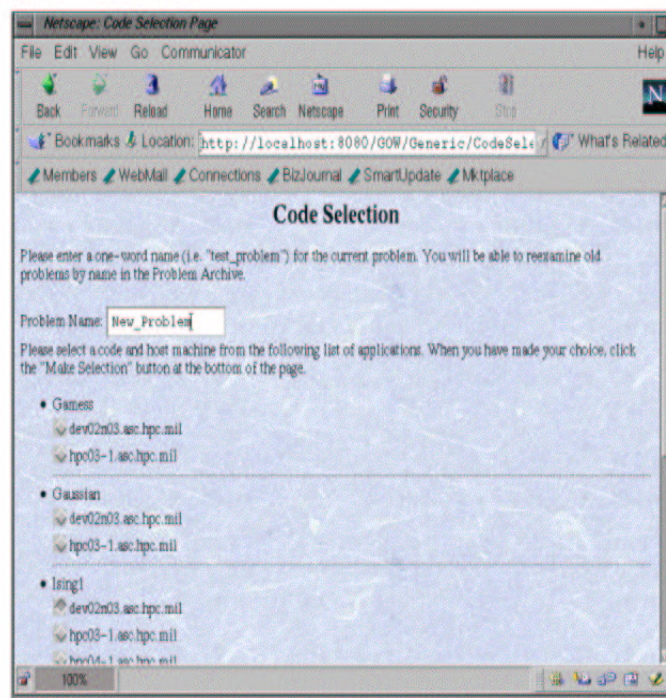 Netscape: Code Selection Page
File Edit View Go Communicator Help
Back Forward Reload Home Search Netscape Print Security Stop
N
Bookmarks Location: http://localhost:8080/GOW/Generic/CodeSele What's Related
Members WebMail Connections BizJournal SmartUpdate Mktplace
Code Selection
Please enter a one-word name (i.e. "test_problem") for the current problem. You will be able to reexamine old
problems by name in the Problem Archive.
Problem Name: New_Problem
Please select a code and host machine from the following list of applications. When you have made your choice, click
the "Make Selection" button at the bottom of the page.
• Gamess
dev02n03.asc.hpc.mil
hpc03-1.asc.hpc.mil
• Gaussian
dev02n03.asc.hpc.mil
hpc03-1.asc.hpc.mil
• Ising1
dev02n03.asc.hpc.mil
hpc03-1.asc.hpc.mil
hpc04-1.asc.hpc.mil
100%